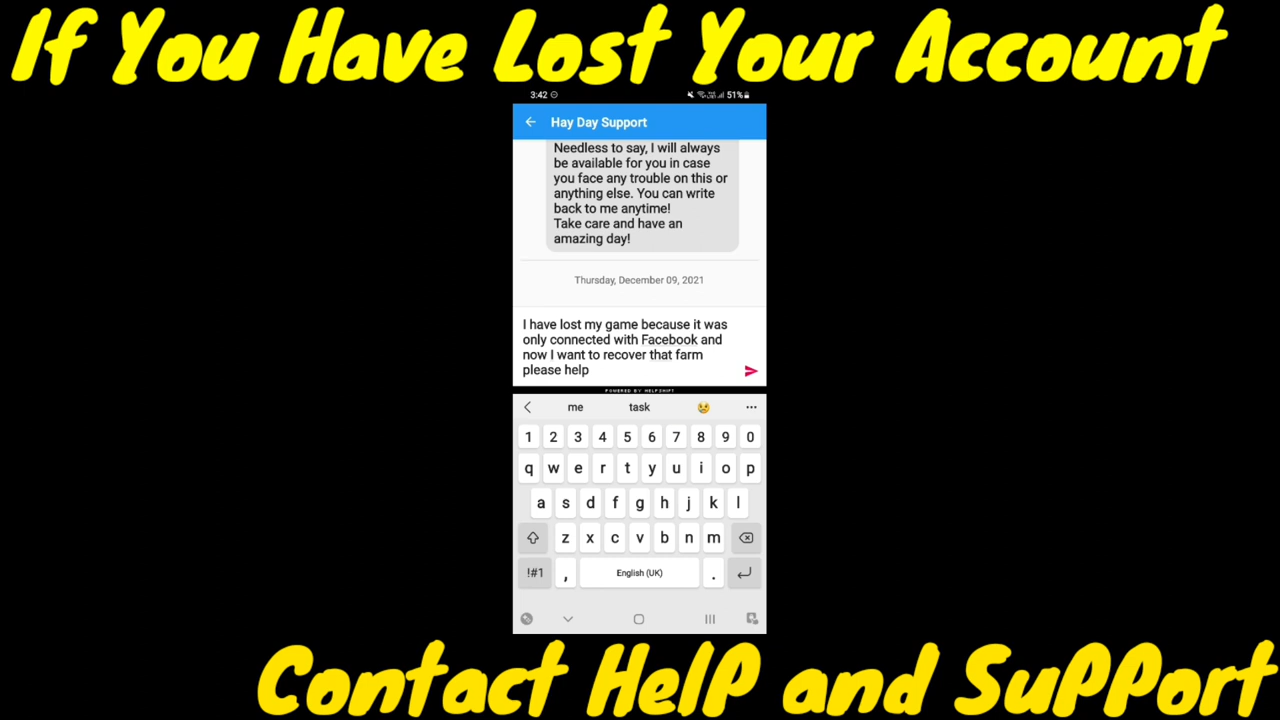 If You Have Lost Your Account
3:42
51%
Hay Day Support
Needless to say, I will always
be available for you in case
you face any trouble on this or
anything else. You can write
back to me anytime!
Take care and have an
amazing day!
Thursday, December 09, 2021
I have lost my game because it was
only connected with Facebook and
now I want to recover that farm
please help
POWERED BY HELPSHIFT
me task
1 2 3 4 5 6 7 8 9 0
q w e r t y u i o p
a s d f g h j k l
z x c v b n m
!#1 , English (UK) .
Contact Help and Support